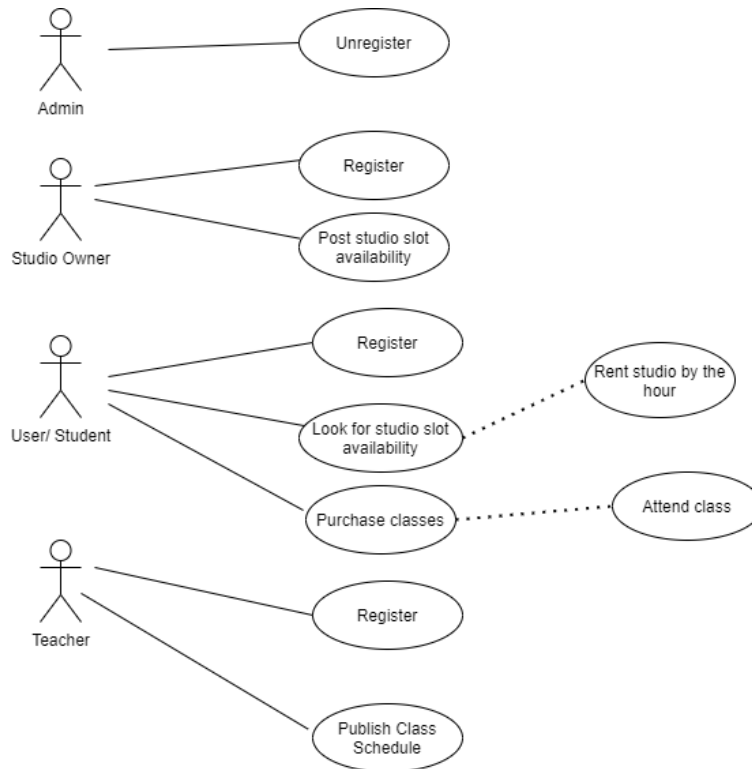 Unregister
Admin
Register
Studio Owner
Post studio slot
availability
Register
Rent studio by the
hour
User/ Student
Look for studio slot
availability
Purchase classes
Attend class
Register
Teacher
Publish Class
Schedule